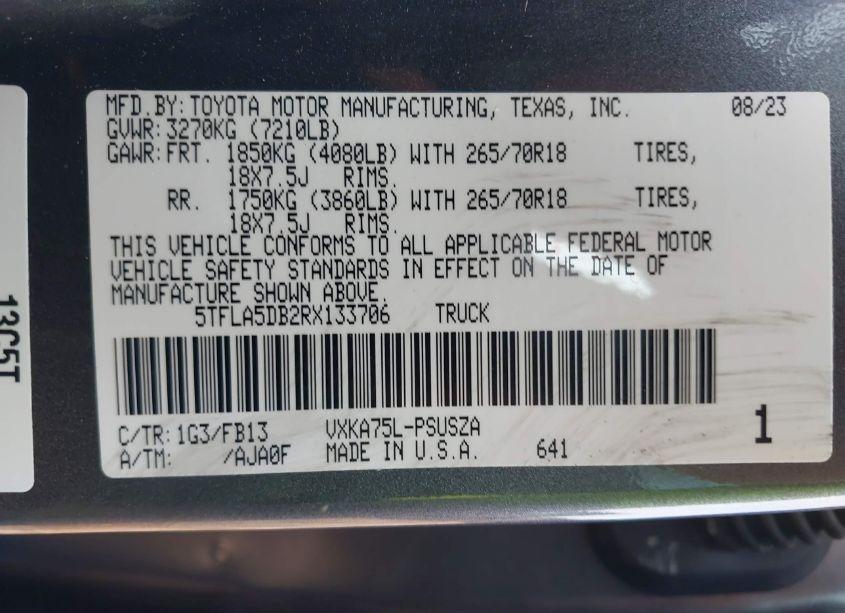 MFD.BY: TOYOTA MOTOR MANUFACTURING, TEXAS, INC. 08/23
GVWR: 3270KG (7210LB)
GAWR: FRT. 1850KG (4080LB) WITH 265/70R18 TIRES,
18X7.5J RIMS.
RR. 1750KG (3860LB) WITH 265/70R18 TIRES,
18X7.5J RIMS.
THIS VEHICLE CONFORMS TO ALL APPLICABLE FEDERAL MOTOR
VEHICLE SAFETY STANDARDS IN EFFECT ON THE DATE OF
MANUFACTURE SHOWN ABOVE.
5TFLA5DB2RX133706 TRUCK
C/TR: 1G3/FB13 VXKA75L-PSUSZA 1
A/TM: /AJA0F MADE IN U.S.A. 641
13C5T